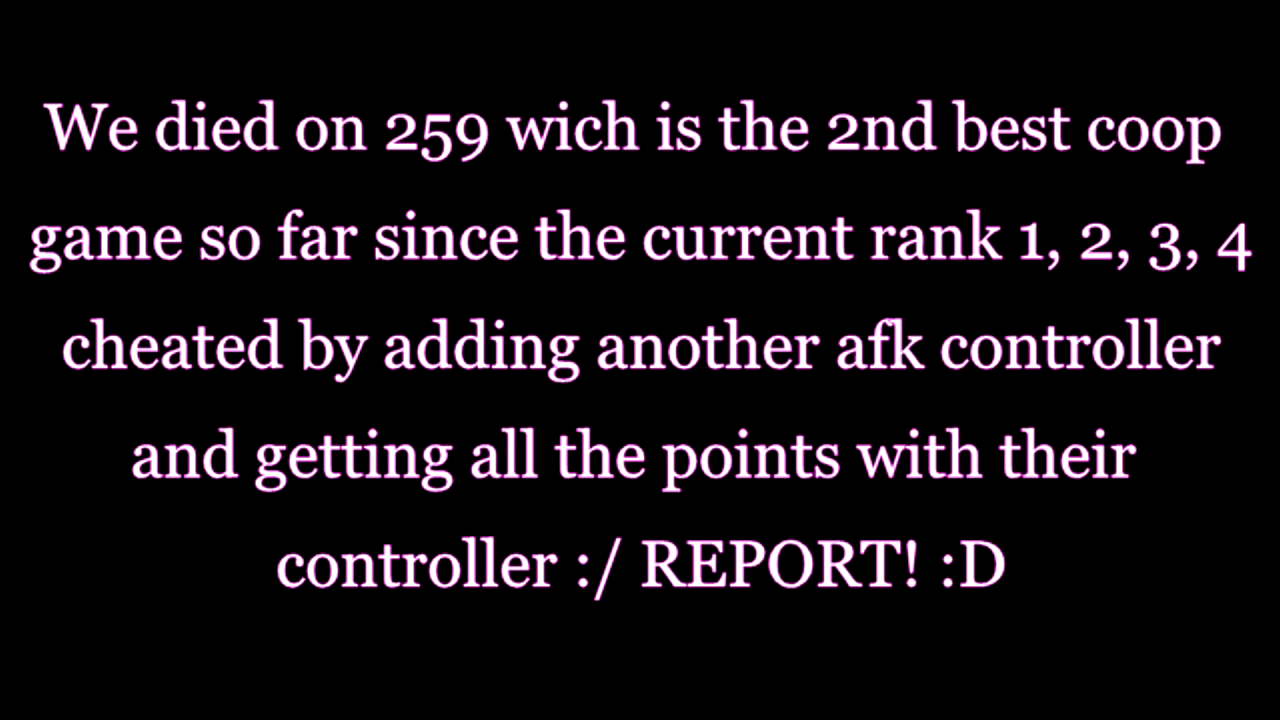 We died on 259 wich is the 2nd best coop
game so far since the current rank 1, 2, 3, 4
cheated by adding another afk controller
and getting all the points with their
controller :/ REPORT! :D